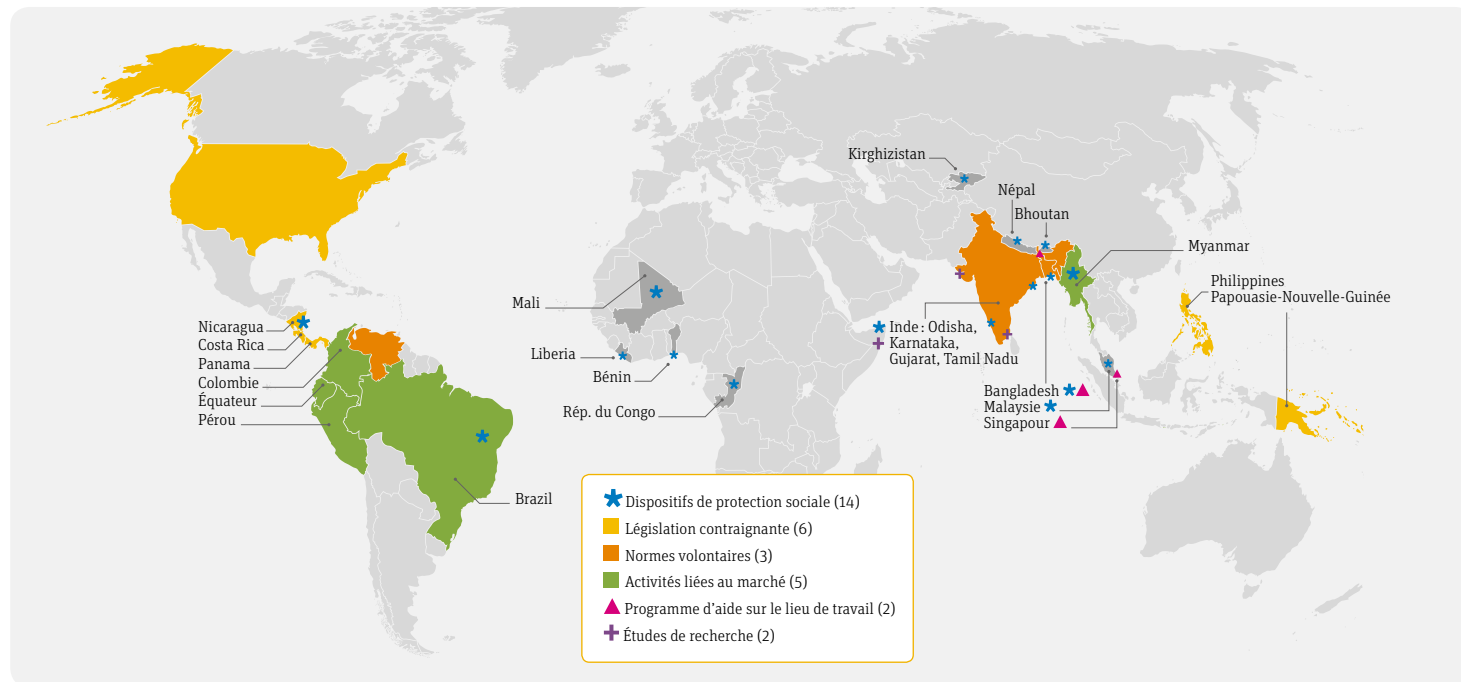 Kirghizistan
Népal
Bhoutan
Myanmar
Philippines
Papouasie-Nouvelle-Guinée
Mali
Nicaragua
Costa Rica
Panama
Colombie
Équateur
Pérou
Liberia
Bénin
Rép. du Congo
Inde : Odisha,
Karnataka,
Gujarat, Tamil Nadu
Bangladesh
Malaysie
Singapour
Brazil
Dispositifs de protection sociale (14)
Législation contraignante (6)
Normes volontaires (3)
Activités liées au marché (5)
Programme d’aide sur le lieu de travail (2)
Études de recherche (2)